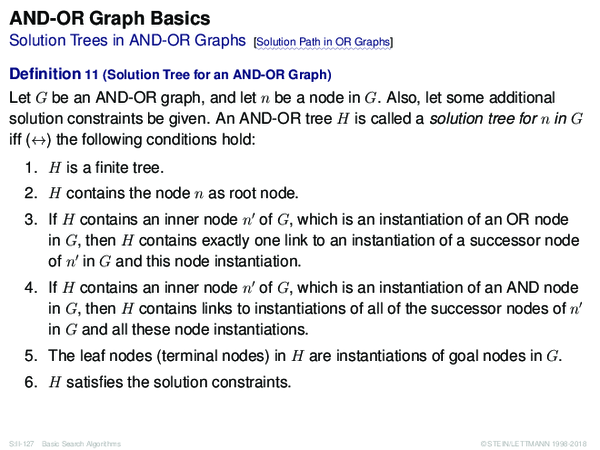 AND-OR Graph Basics
Solution Trees in AND-OR Graphs [Solution Path in OR Graphs]
Definition 11 (Solution Tree for an AND-OR Graph)
Let G be an AND-OR graph, and let n be a node in G. Also, let some additional
solution constraints be given. An AND-OR tree H is called a solution tree for n in G
iff (↔) the following conditions hold:
1. H is a finite tree.
2. H contains the node n as root node.
3. If H contains an inner node n′ of G, which is an instantiation of an OR node
in G, then H contains exactly one link to an instantiation of a successor node
of n′ in G and this node instantiation.
4. If H contains an inner node n′ of G, which is an instantiation of an AND node
in G, then H contains links to instantiations of all of the successor nodes of n′
in G and all these node instantiations.
5. The leaf nodes (terminal nodes) in H are instantiations of goal nodes in G.
6. H satisfies the solution constraints.
S:II-127 Basic Search Algorithms ©STEIN/LETTMANN 1998-2018